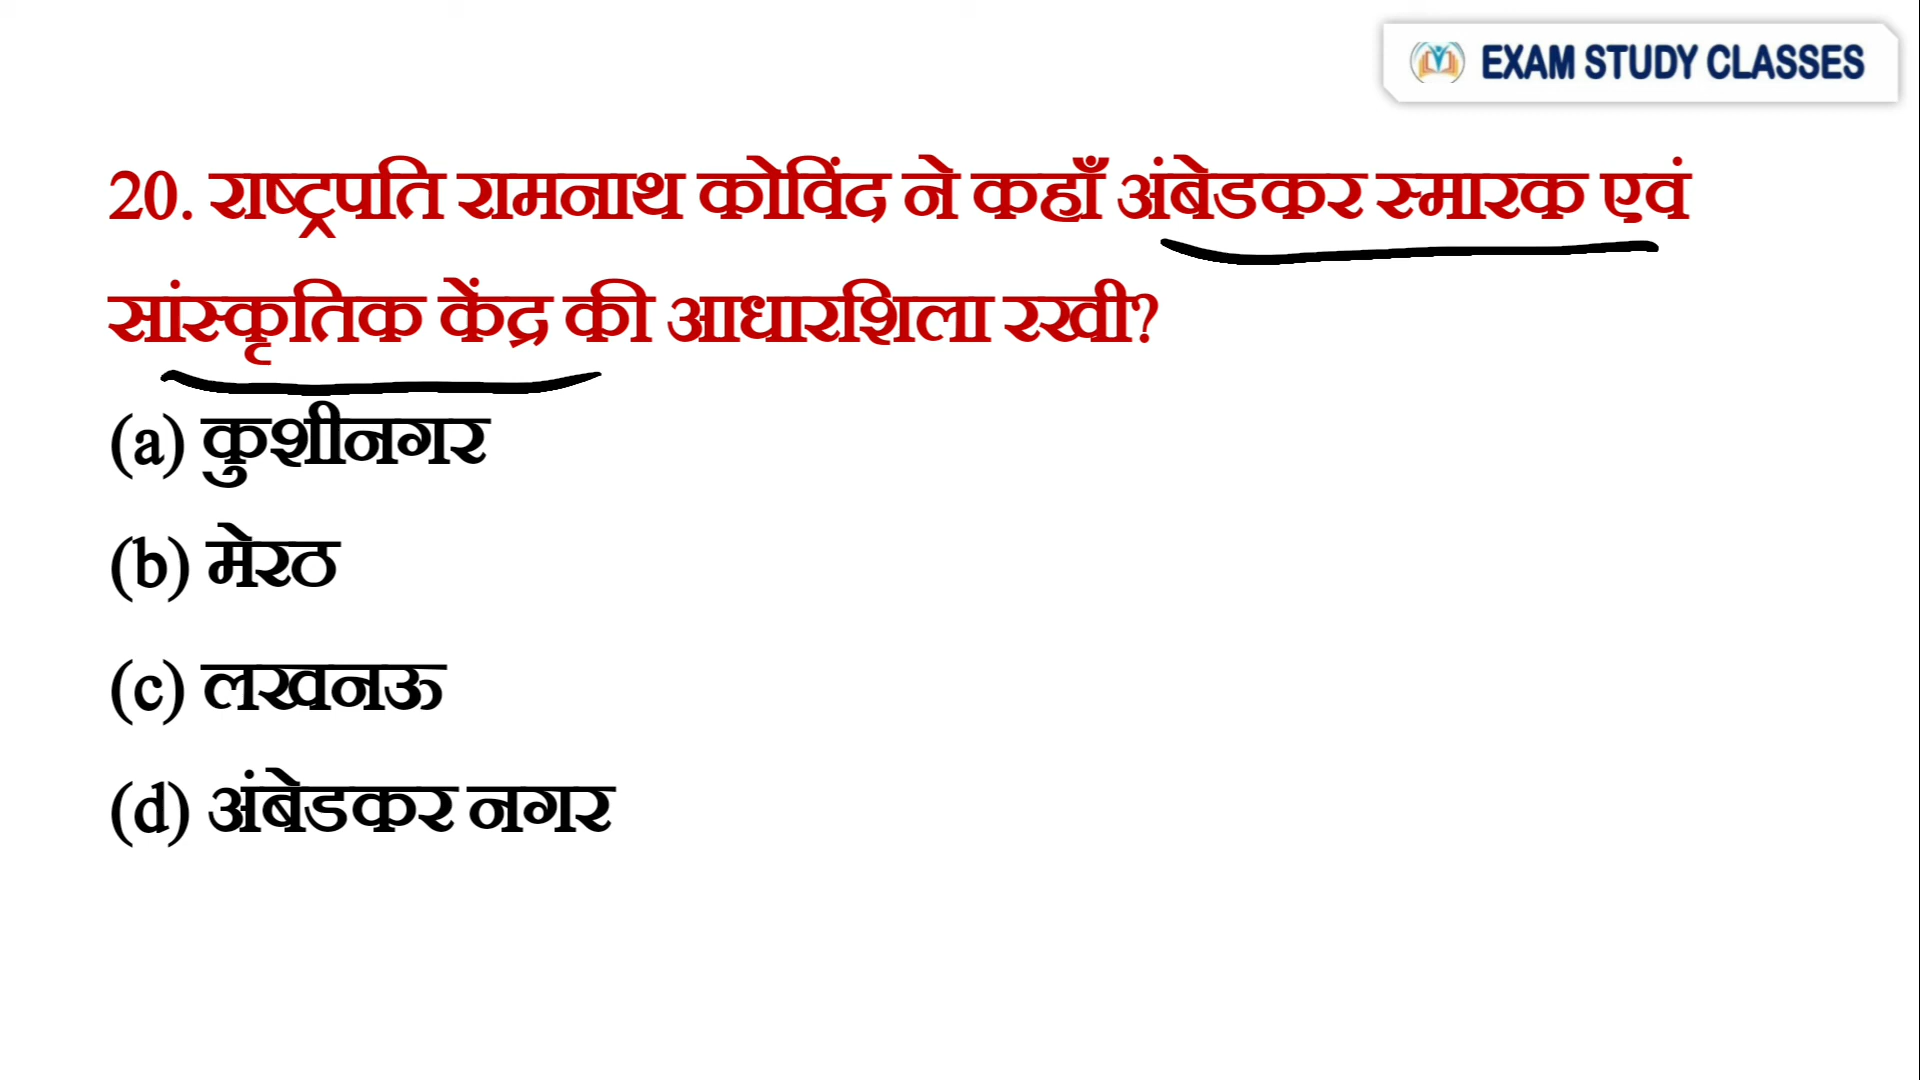 EXAM STUDY CLASSES
20. राष्ट्रपति रामनाथ कोविंद ने कहाँ अंबेडकर स्मारक एवं
सांस्कृतिक केंद्र की आधारशिला रखी?
(a) कुशीनगर
(b) मेरठ
(c) लखनऊ
(d) अंबेडकर नगर